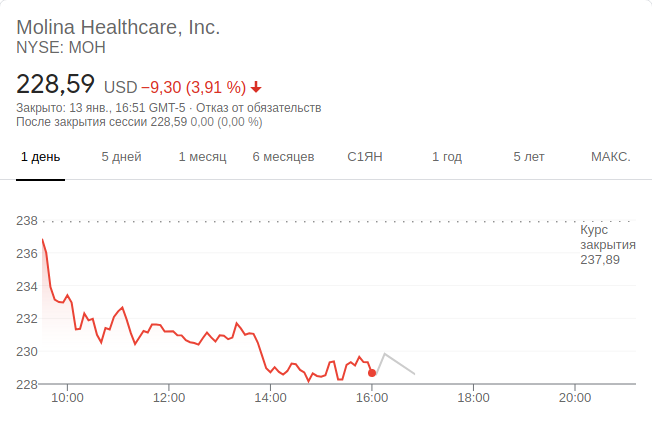 Molina Healthcare, Inc.
NYSE: MOH
228,59 USD −9,30 (3,91 %)
Закрыто: 13 янв., 16:51 GMT-5 · Отказ от обязательств
После закрытия сессии 228,59 0,00 (0,00 %)
1 день 5 дней 1 месяц 6 месяцев С1ЯН 1 год 5 лет МАКС.
238
Курс
закрытия
237,89
236
234
232
230
228
10:00 12:00 14:00 16:00 18:00 20:00